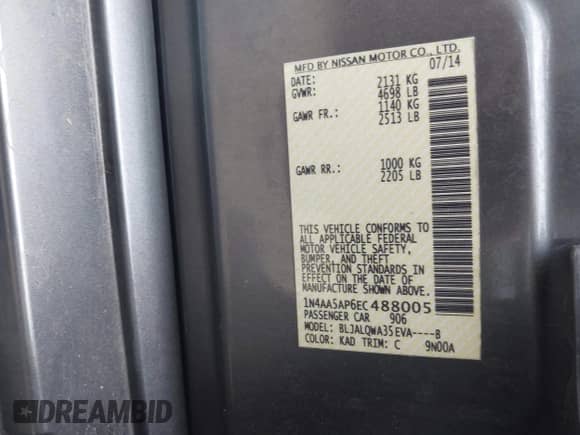 MFD BY NISSAN MOTOR CO., LTD.
DATE: 07/14
GVWR: 2131 KG
4698 LB
GAWR FR.: 1140 KG
2513 LB
GAWR RR.: 1000 KG
2205 LB
THIS VEHICLE CONFORMS TO
ALL APPLICABLE FEDERAL
MOTOR VEHICLE SAFETY,
BUMPER, AND THEFT
PREVENTION STANDARDS IN
EFFECT ON THE DATE OF
MANUFACTURE SHOWN ABOVE.
1N4AA5AP6EC488005
PASSENGER CAR 906
MODEL: BLJALQWA35EVA----B
COLOR: KAD TRIM: C 9N00A
DREAMBID